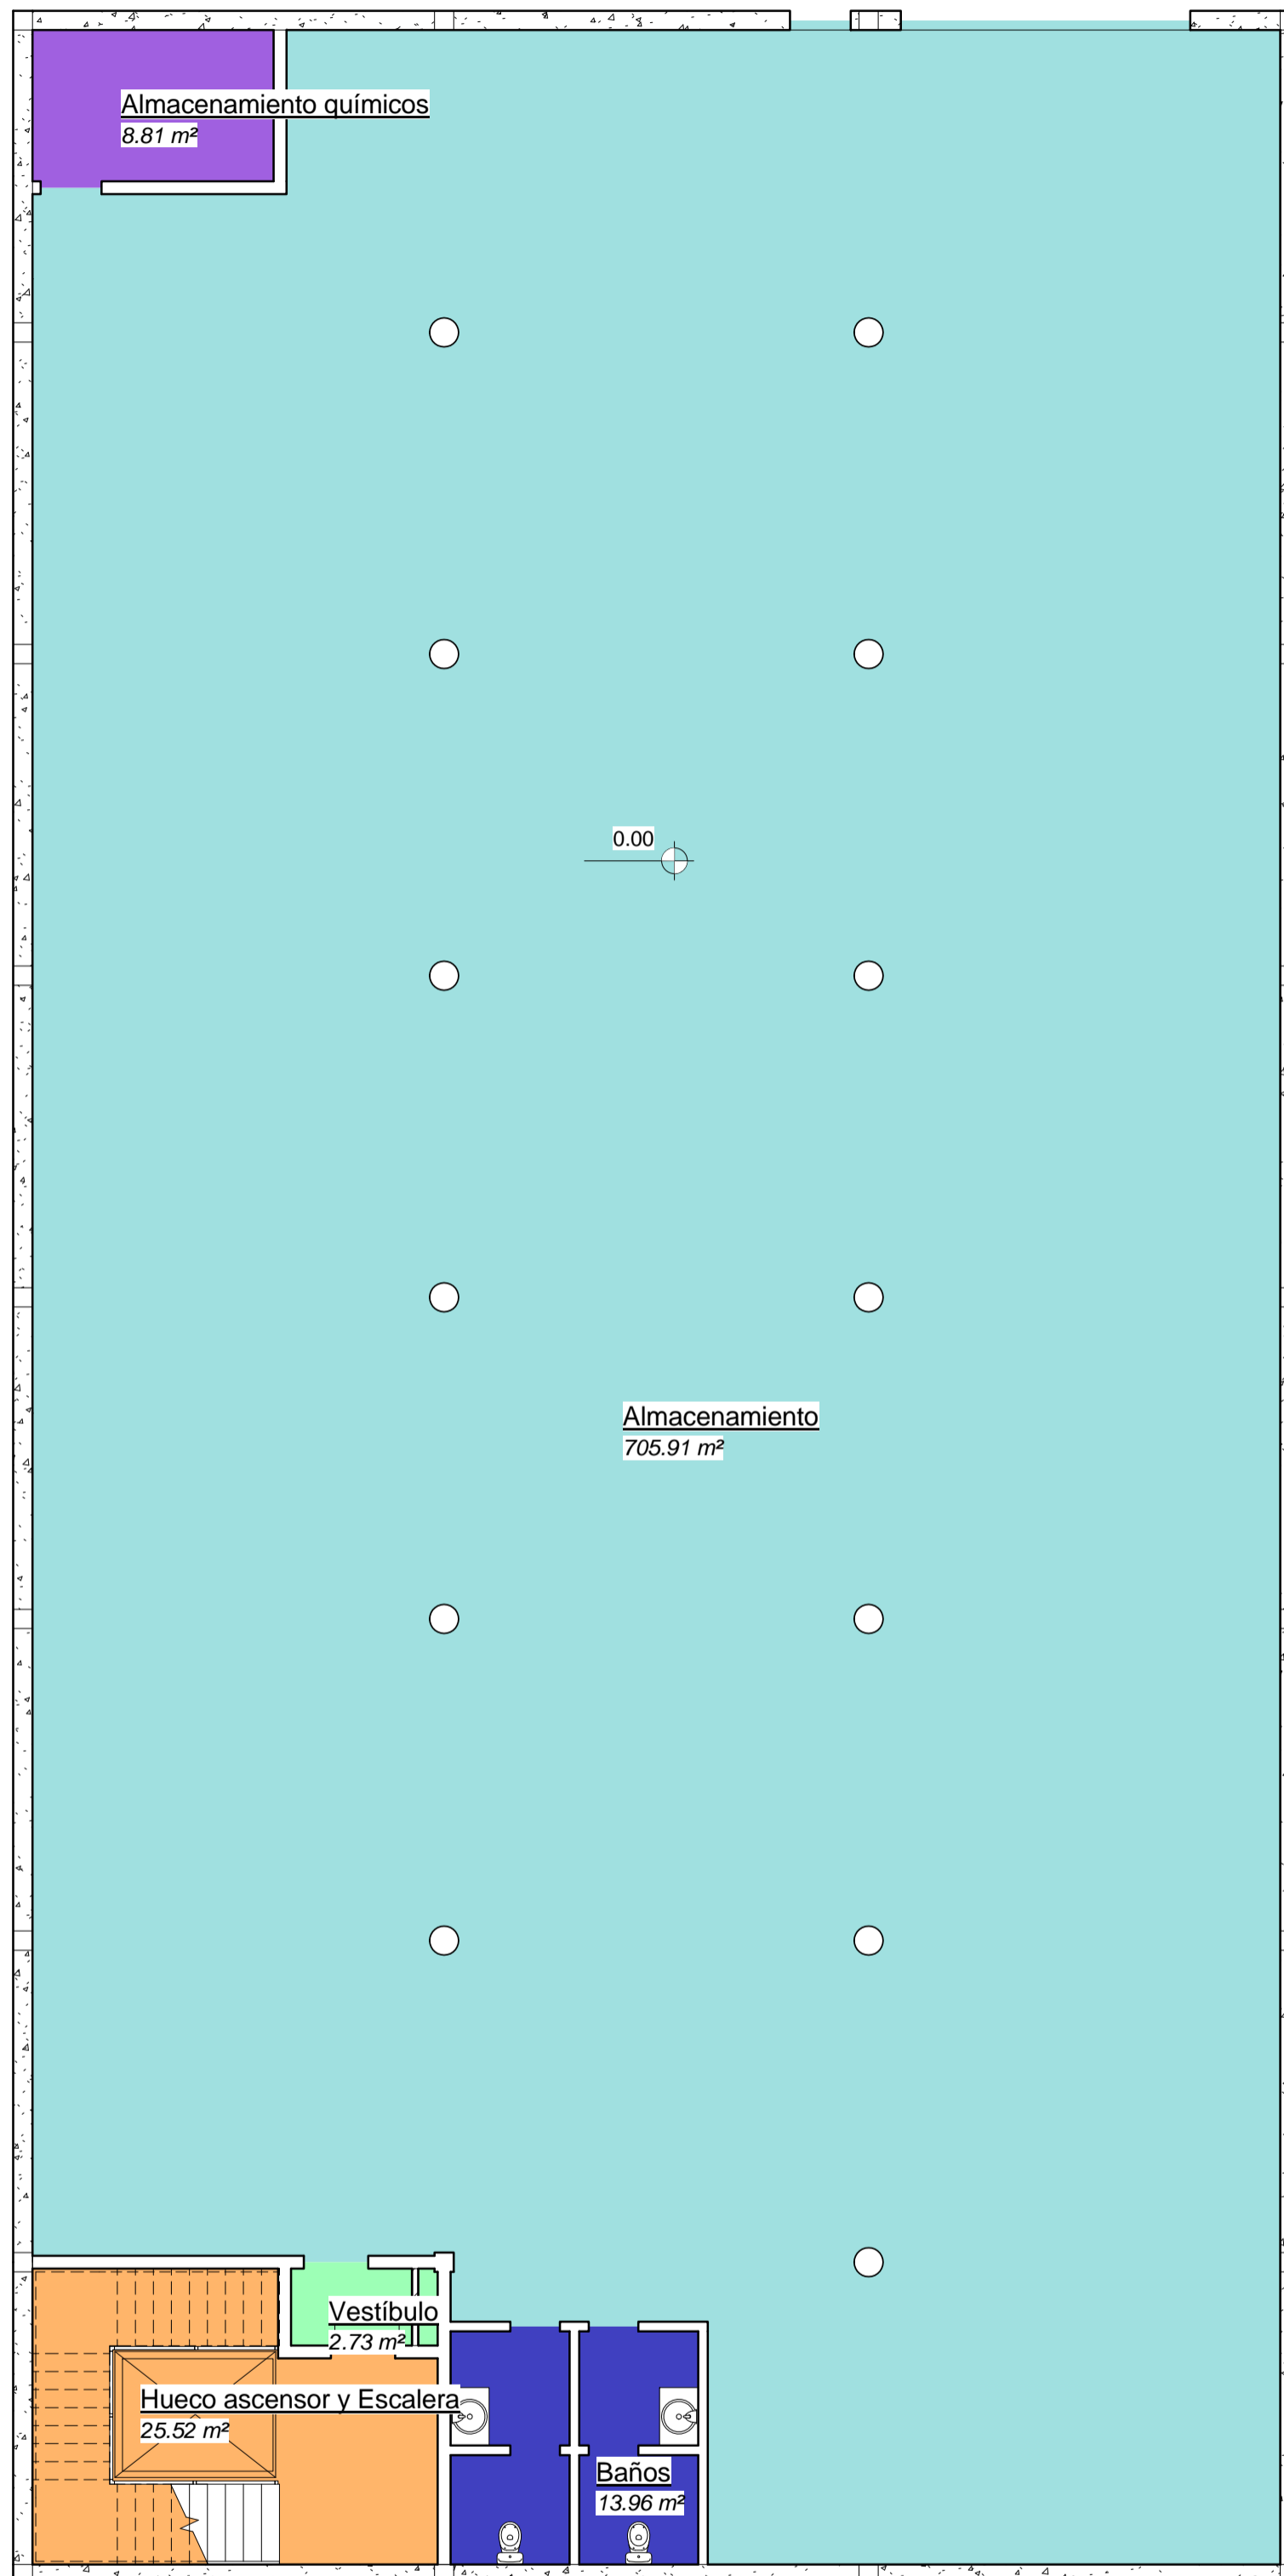 Almacenamiento químicos
8.81 m²
0.00
Almacenamiento
705.91 m²
Vestíbulo
2.73 m²
Hueco ascensor y Escalera
25.52 m²
Baños
13.96 m²